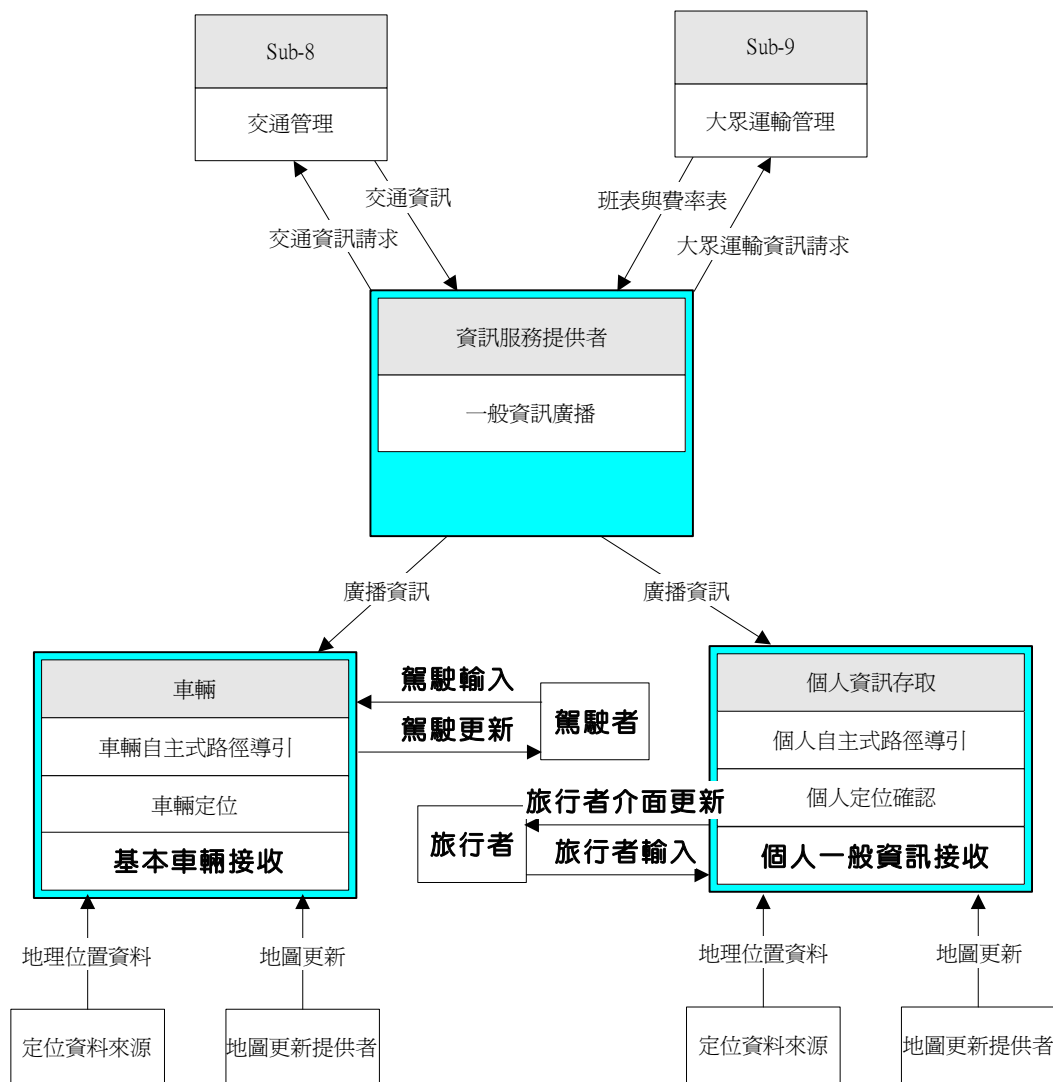 Sub-8
Sub-9
交通管理
大眾運輸管理
交通資訊
班表與費率表
交通資訊請求
大眾運輸資訊請求
資訊服務提供者
一般資訊廣播
廣播資訊
廣播資訊
車輛
車輛自主式路徑導引
車輛定位
基本車輛接收
駕駛輸入
駕駛更新
駕駛者
個人資訊存取
個人自主式路徑導引
個人定位確認
個人一般資訊接收
旅行者介面更新
旅行者
旅行者輸入
地理位置資料
地圖更新
地理位置資料
地圖更新
定位資料來源
地圖更新提供者
定位資料來源
地圖更新提供者